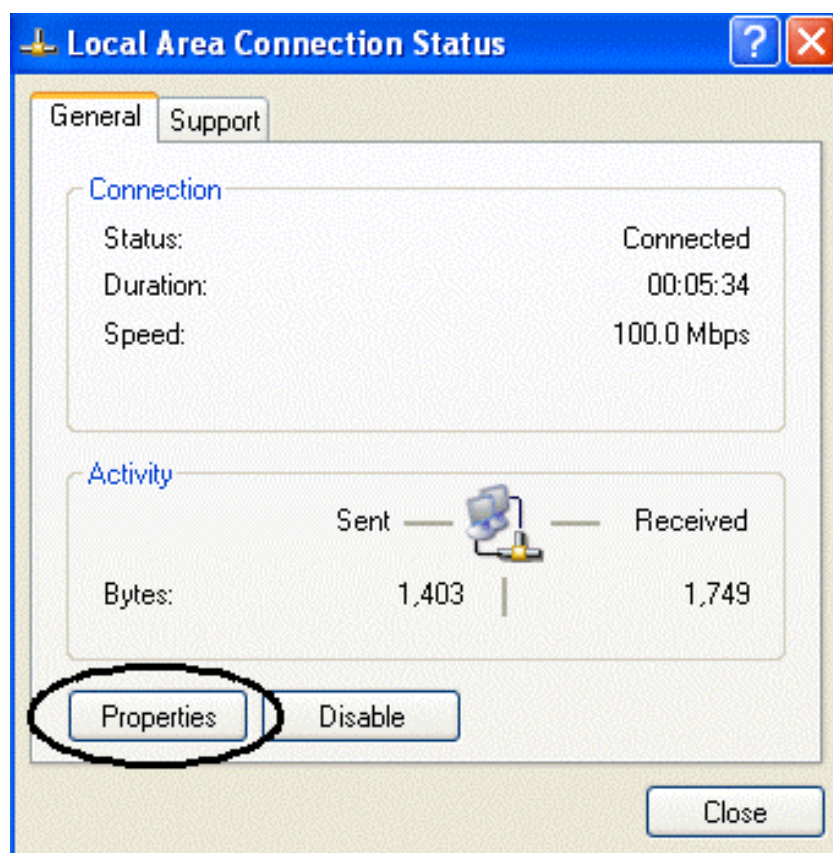 Local Area Connection Status
General Support
Connection
Status: Connected
Duration: 00:05:34
Speed: 100.0 Mbps
Activity
Sent Received
Bytes: 1,403 1,749
Properties Disable
Close